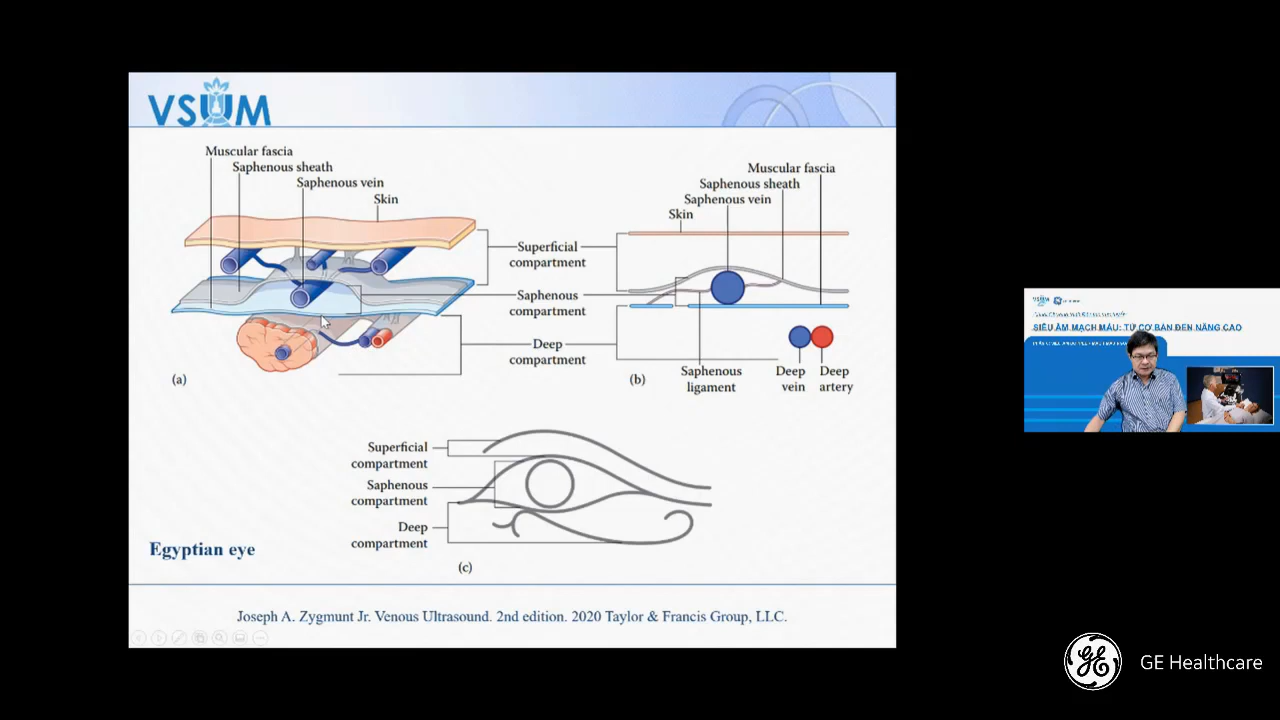 VSUM
Muscular fascia
Saphenous sheath
Saphenous vein
Skin
Muscular fascia
Saphenous sheath
Saphenous vein
Skin
Superficial
compartment
Saphenous
compartment
Deep
compartment
(a)
(b)
Saphenous
ligament
Deep
vein
Deep
artery
Superficial
compartment
Saphenous
compartment
Deep
compartment
(c)
Egyptian eye
Joseph A. Zygmunt Jr. Venous Ultrasound. 2nd edition. 2020 Taylor & Francis Group, LLC.
SIÊU ÂM MẠCH MÁU: TỪ CƠ BẢN ĐẾN NÂNG CAO
GE Healthcare